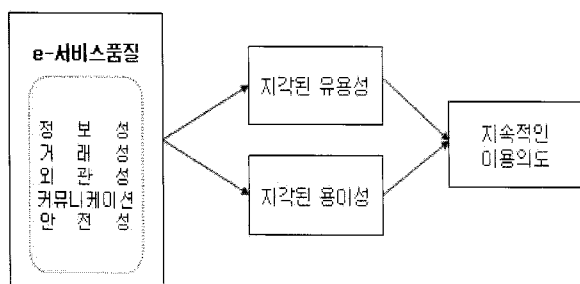 e-서비스품질
정 보 성
거 래 성
외 관 성
커뮤니케이션
안 전 성
지각된 유용성
지각된 용이성
지속적인
이용의도